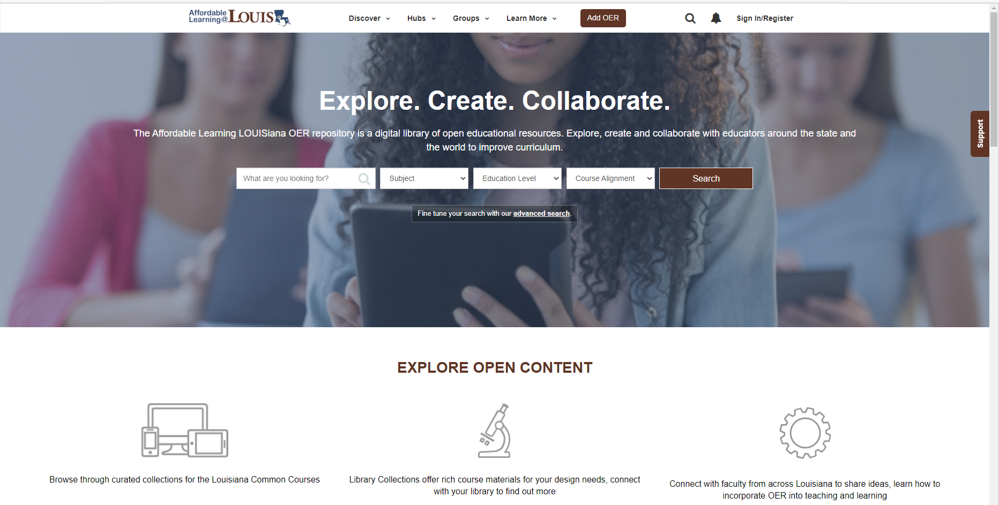 Affordable
Learning@LOUIS
Discover
Hubs
Groups
Learn More
Add OER
Sign In/Register
Explore. Create. Collaborate.
The Affordable Learning LOUISiana OER repository is a digital library of open educational resources. Explore, create and collaborate with educators around the state and
the world to improve curriculum.
What are you looking for?
Subject
Education Level
Course Alignment
Search
Fine tune your search with our advanced search.
Support
EXPLORE OPEN CONTENT
Browse through curated collections for the Louisiana Common Courses
Library Collections offer rich course materials for your design needs, connect
with your library to find out more
Connect with faculty from across Louisiana to share ideas, learn how to
incorporate OER into teaching and learning